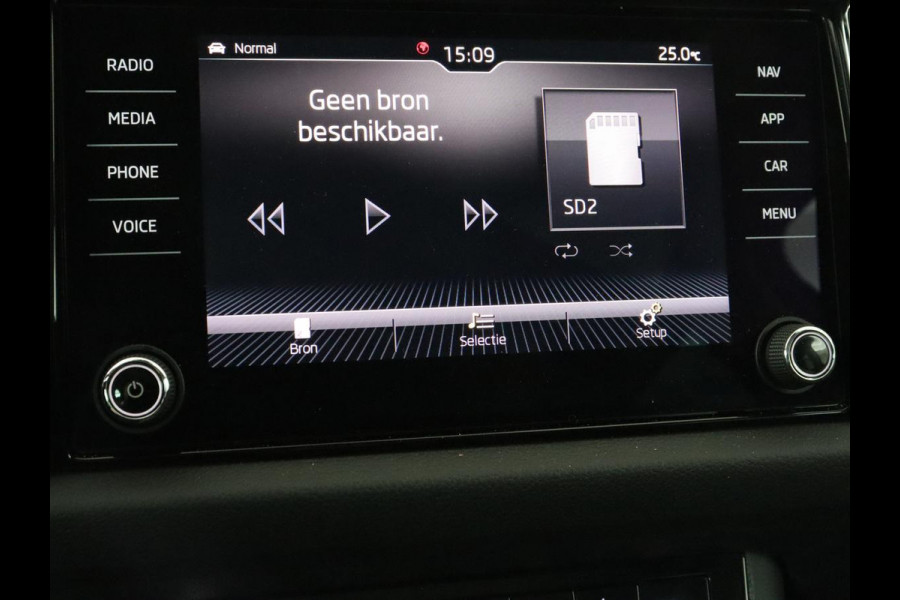 RADIO
MEDIA
PHONE
VOICE
Normal
15:09
25.0°C
Geen bron
beschikbaar.
SD2
Bron
Selectie
Setup
NAV
APP
CAR
MENU